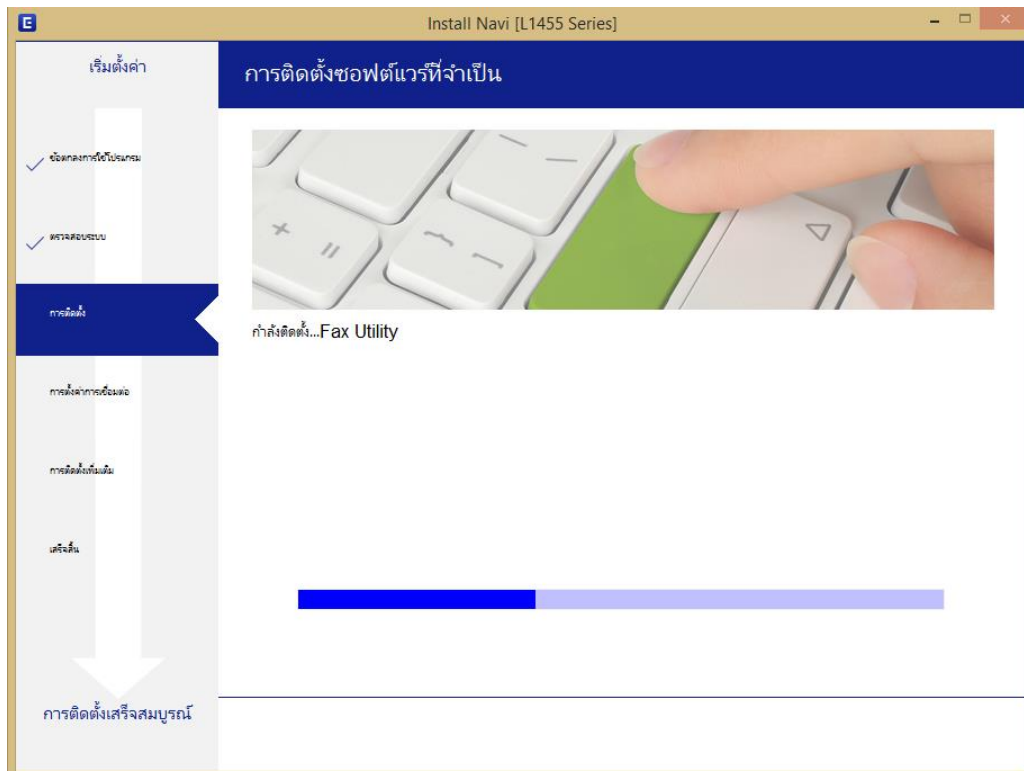 E
Install Navi [L1455 Series]
เริ่มตั้งค่า
การติดตั้งซอฟต์แวร์ที่จำเป็น
ข้อตกลงการใช้โปรแกรม
ตรวจสอบระบบ
การติดตั้ง
กำลังติดตั้ง...Fax Utility
การตั้งค่าการเชื่อมต่อ
การติดตั้งเพิ่มเติม
เสร็จสิ้น
การติดตั้งเสร็จสมบูรณ์